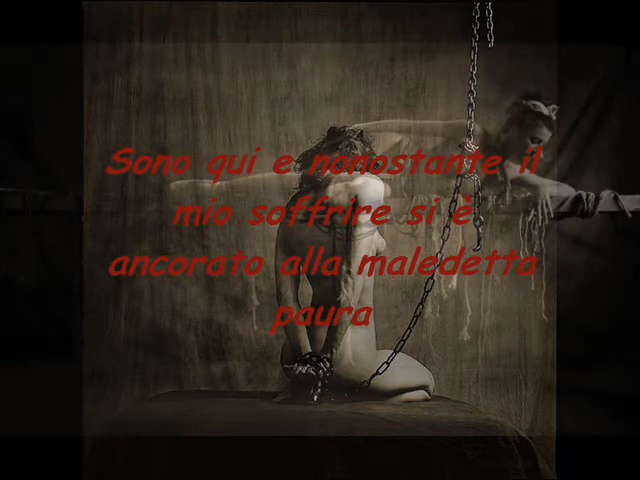 Sono qui e nonostante il
mio soffrire si è
ancorato alla maledetta
paura